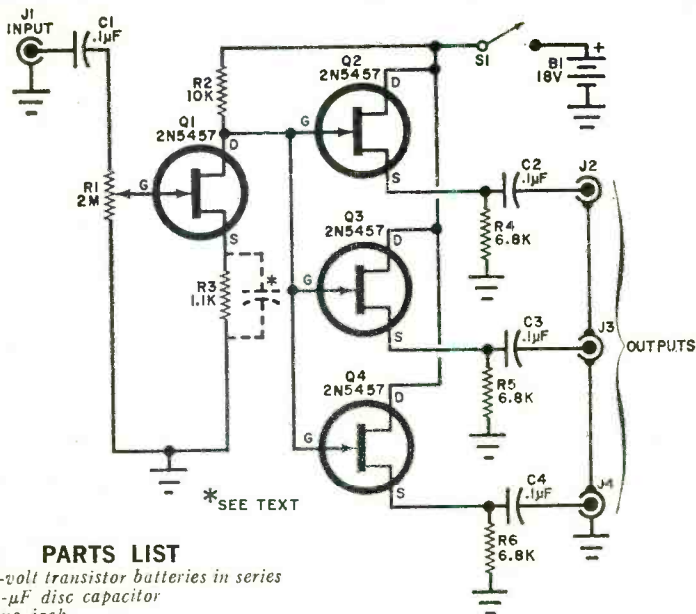 J1
INPUT
C1
.1µF
R1
2M
G
Q1
2N5457
R2
10K
D
S
R3
1.1K
*
Q2
2N5457
G
D
S
Q3
2N5457
G
D
S
Q4
2N5457
G
D
S
S1
+
B1
18V
C2
.1µF
J2
R4
6.8K
C3
.1µF
J3
R5
6.8K
OUTPUTS
C4
.1µF
J4
R6
6.8K
*SEE TEXT
PARTS LIST
-volt transistor batteries in series
-µF disc capacitor